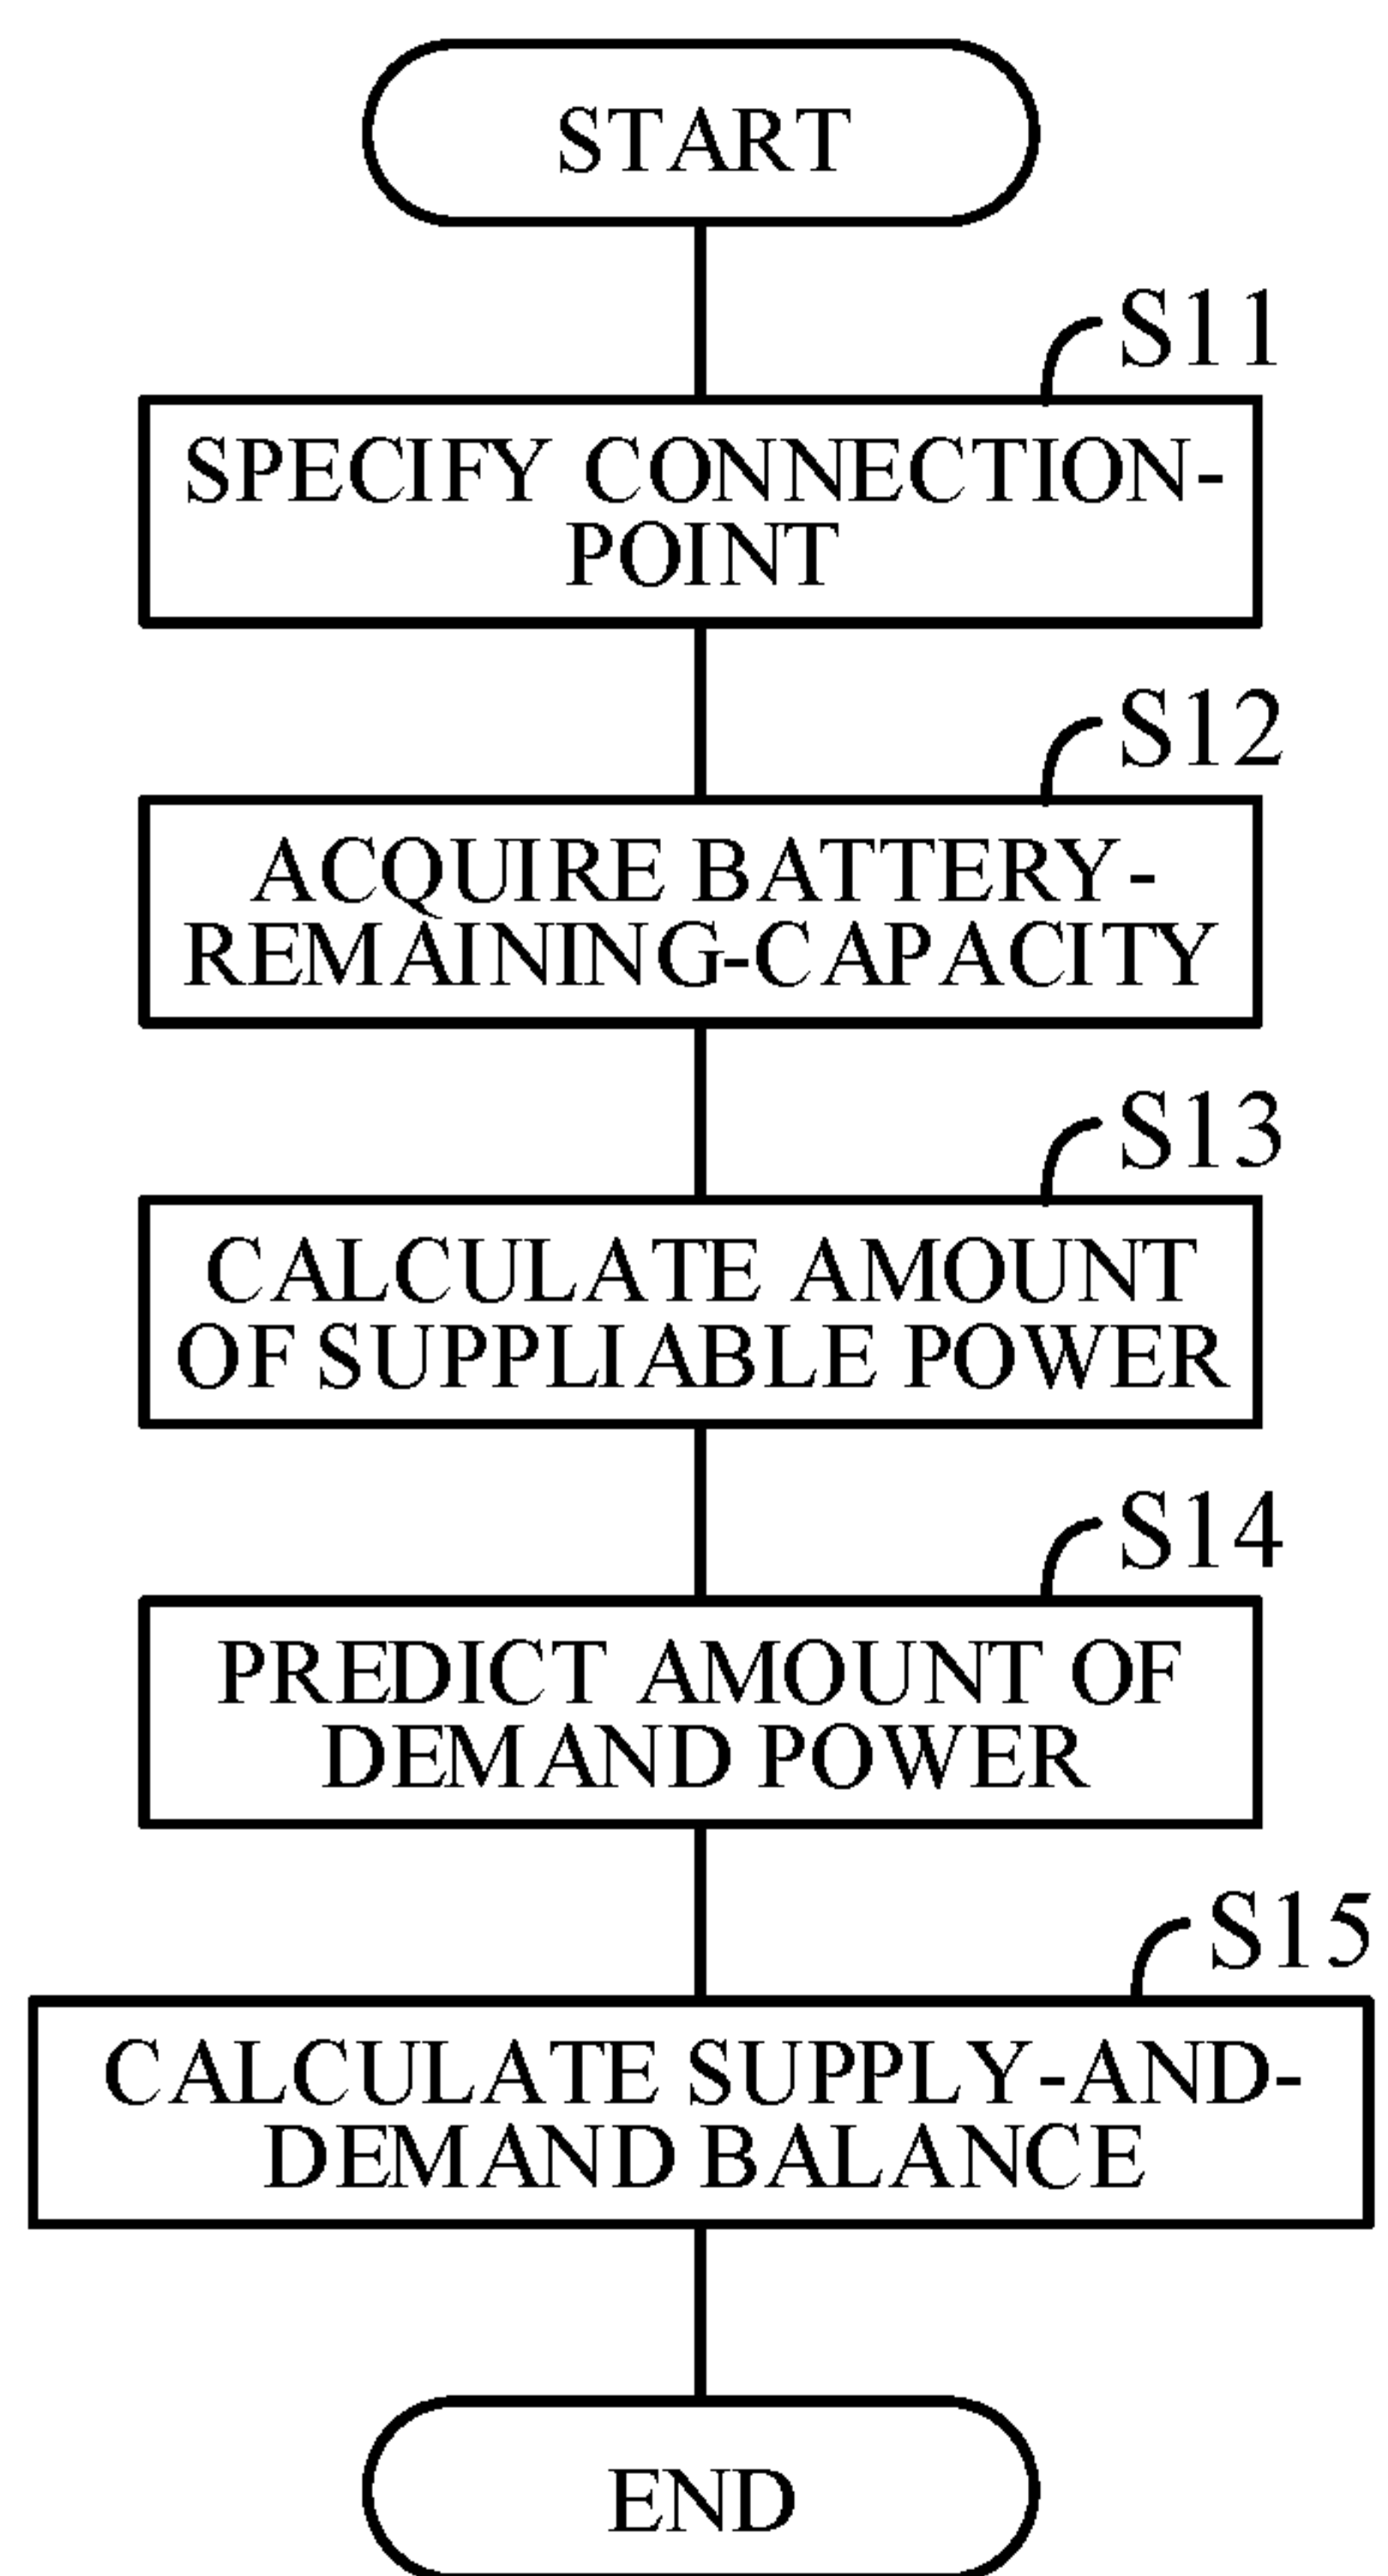 START
S11
SPECIFY CONNECTION-
POINT
S12
ACQUIRE BATTERY-
REMAINING-CAPACITY
S13
CALCULATE AMOUNT
OF SUPPLIABLE POWER
S14
PREDICT AMOUNT OF
DEMAND POWER
S15
CALCULATE SUPPLY-AND-
DEMAND BALANCE
END